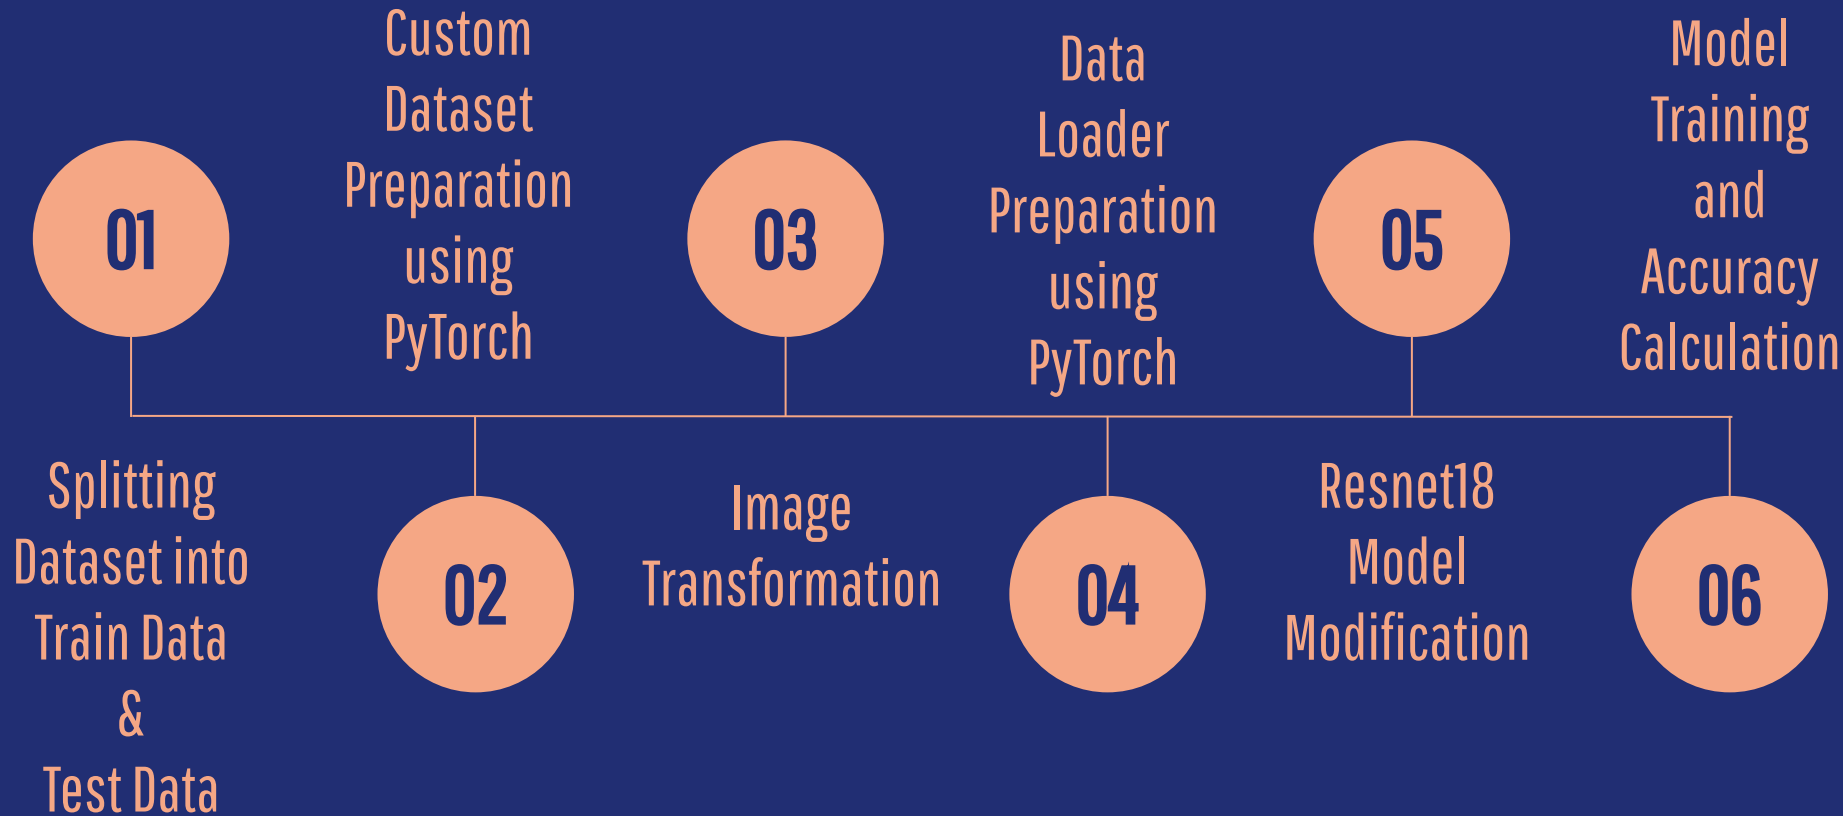 01
Splitting
Dataset into
Train Data
&
Test Data
Custom
Dataset
Preparation
using
PyTorch
02
03
Image
Transformation
Data
Loader
Preparation
using
PyTorch
04
05
Resnet18
Model
Modification
Model
Training
and
Accuracy
Calculation
06